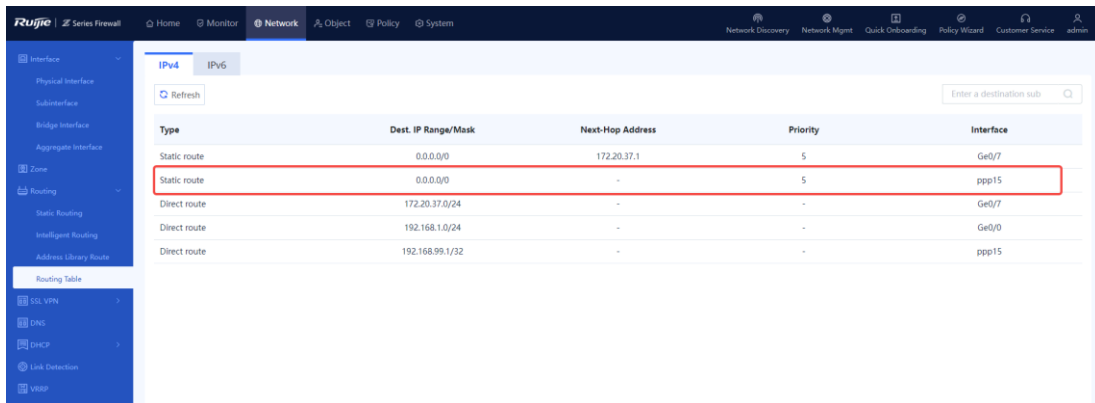 Ruijie | Z Series Firewall Home Monitor Network Object Policy System Network Discovery Network Mgmt Quick Onboarding Policy Wizard Customer Service admin
Interface
Physical Interface
Subinterface
Bridge Interface
Aggregate Interface
Zone
Routing
Static Routing
Intelligent Routing
Address Library Route
Routing Table
SSL VPN
DNS
DHCP
Link Detection
VRRP
IPv4 IPv6
Refresh Enter a destination sub
Type Dest. IP Range/Mask Next-Hop Address Priority Interface
Static route 0.0.0.0/0 172.20.37.1 5 Ge0/7
Static route 0.0.0.0/0 - 5 ppp15
Direct route 172.20.37.0/24 - - Ge0/7
Direct route 192.168.1.0/24 - - Ge0/0
Direct route 192.168.99.1/32 - - ppp15